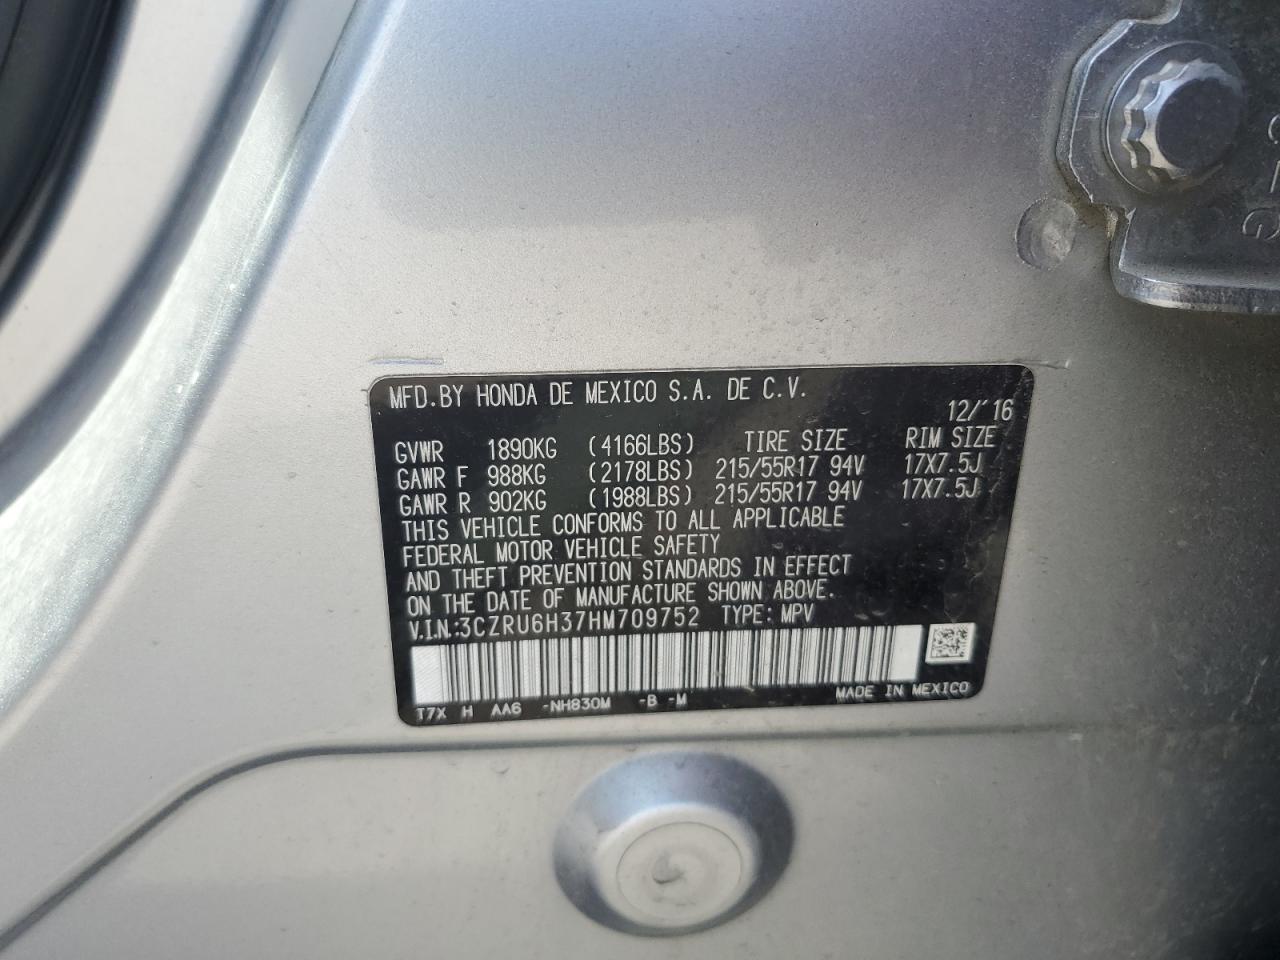 MFD.BY HONDA DE MEXICO S.A. DE C.V.
12/'16
GVWR 1890KG (4166LBS) TIRE SIZE RIM SIZE
GAWR F 988KG (2178LBS) 215/55R17 94V 17X7.5J
GAWR R 902KG (1988LBS) 215/55R17 94V 17X7.5J
THIS VEHICLE CONFORMS TO ALL APPLICABLE
FEDERAL MOTOR VEHICLE SAFETY
AND THEFT PREVENTION STANDARDS IN EFFECT
ON THE DATE OF MANUFACTURE SHOWN ABOVE.
V.I.N:3CZRU6H37HM709752 TYPE: MPV
T7X H AA6 -NH830M -B -M MADE IN MEXICO